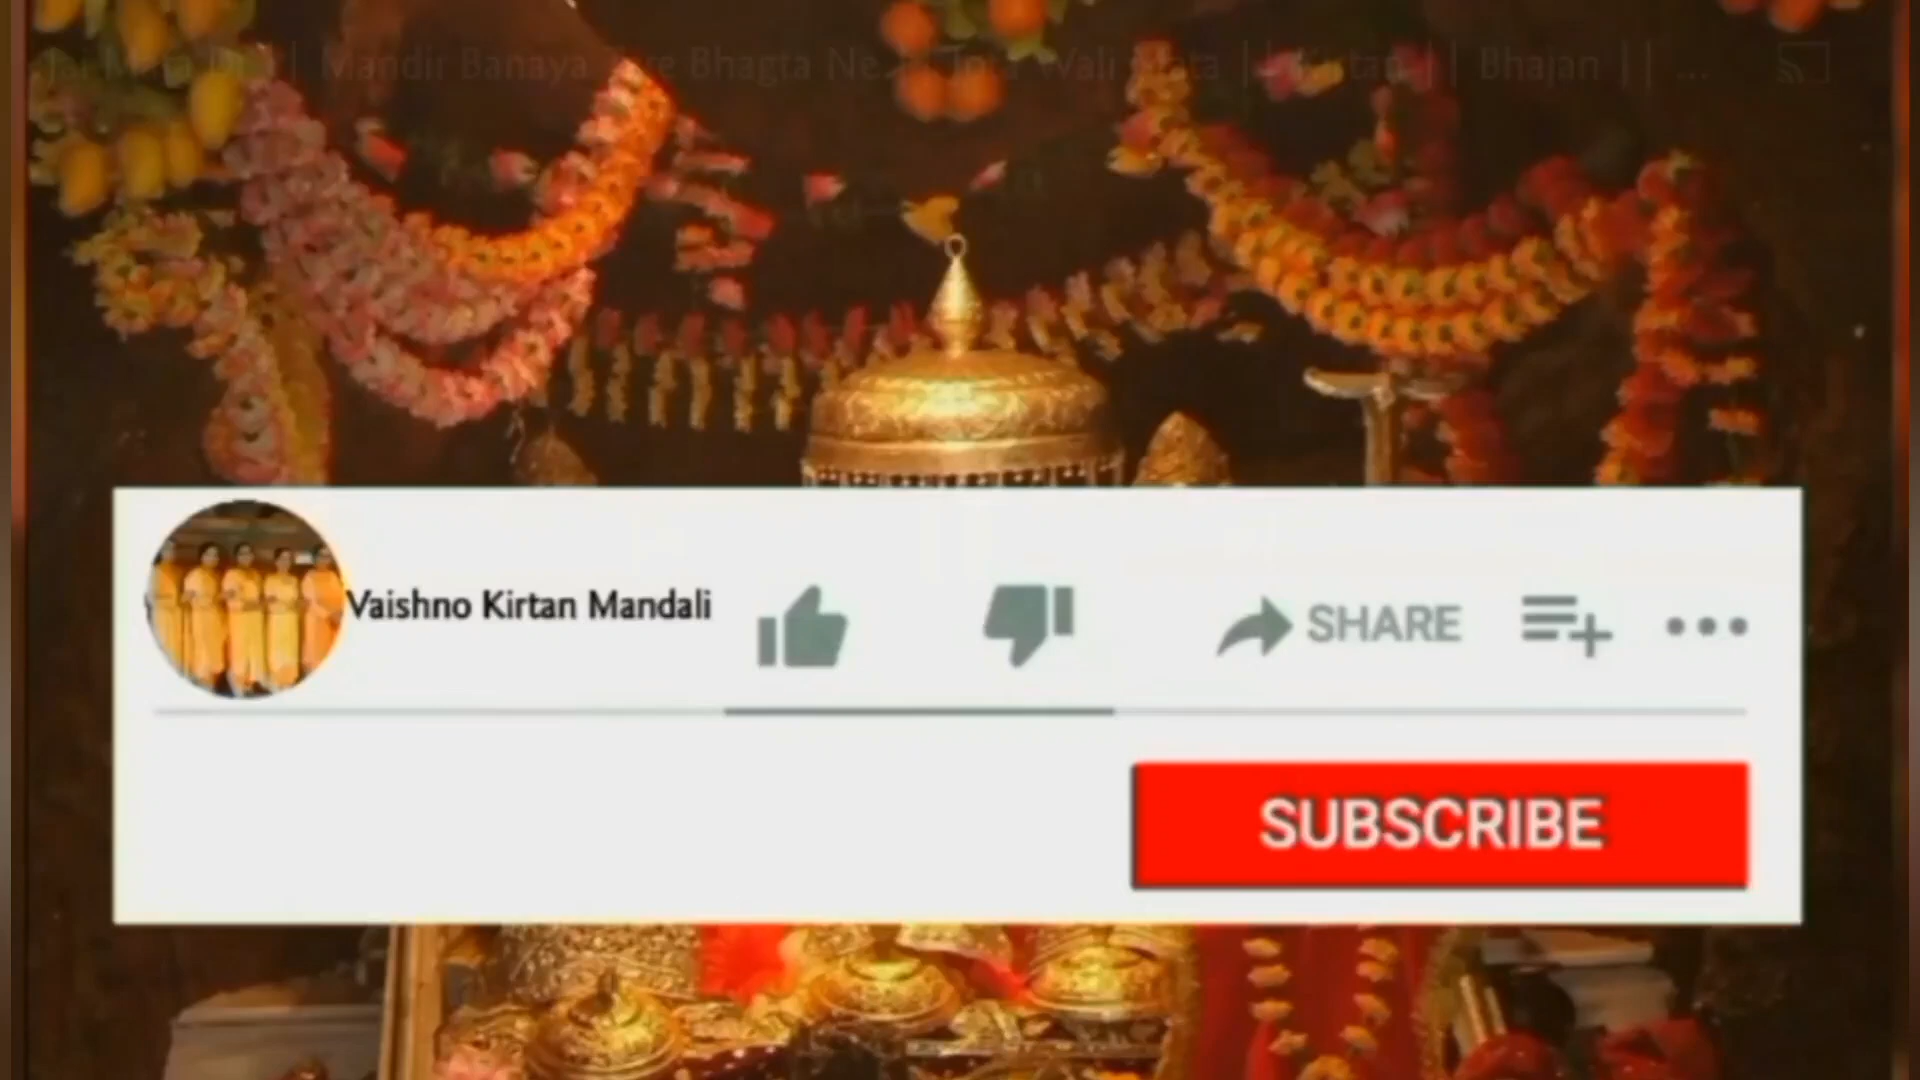 Mandir Banaya Bhagta Ne Wali || Bhajan || ...
Vaishno Kirtan Mandali
SHARE
SUBSCRIBE